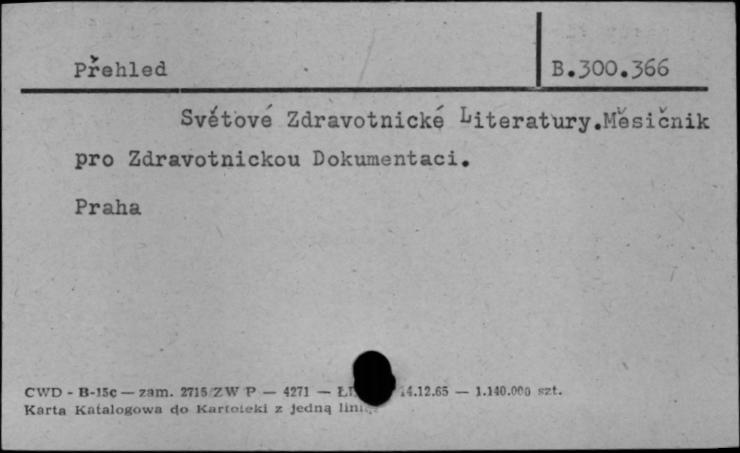 Přehled
B.300.366
Světové Zdravotnické Literatury.Měsičnik
pro Zdravotnickou Dokumentaci.
Praha
CWD - B-15c — zam. 2715/ZW P — 4271 — 14.12.65 — 1.140.000 szt.
Karta Katalogowa do Kartoteki z jedną linią